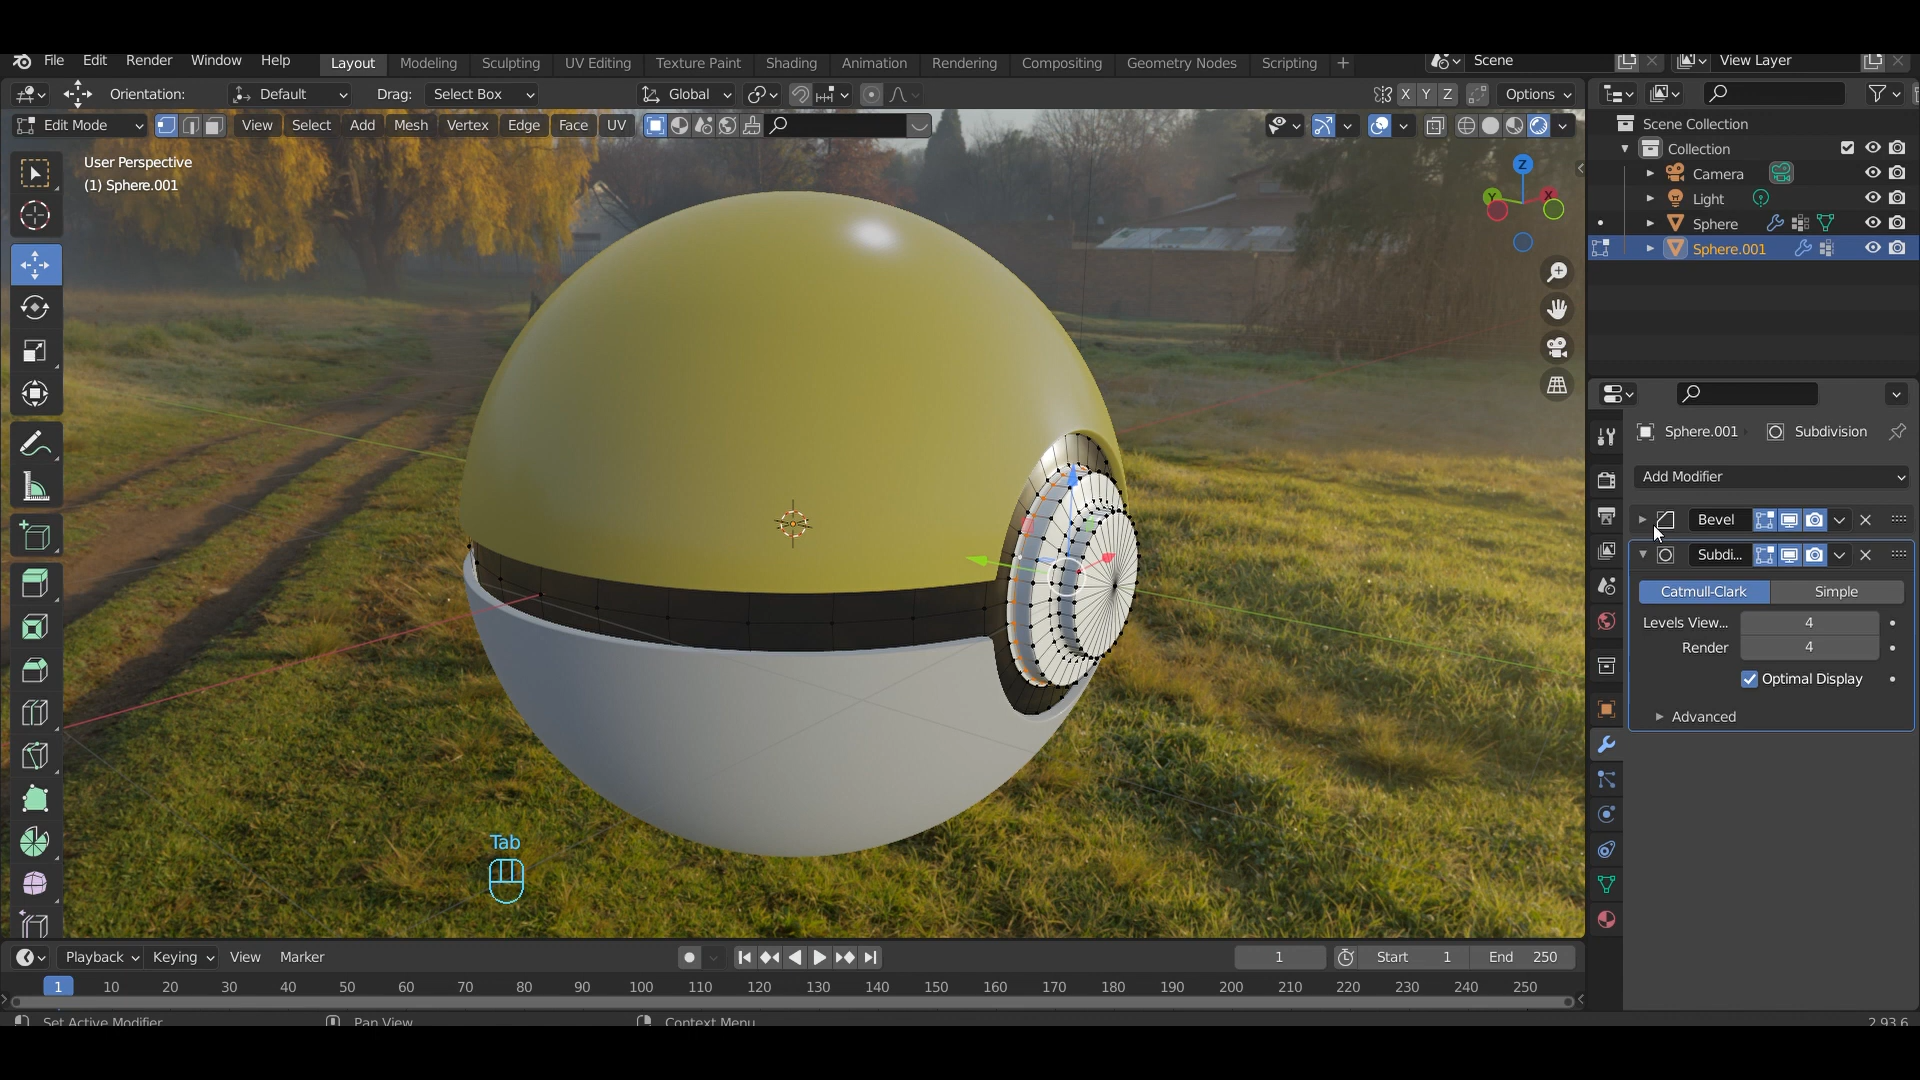 File Edit Render Window Help Layout Modeling Sculpting UV Editing Texture Paint Shading Animation Rendering Compositing Geometry Nodes Scripting + Scene View Layer
Orientation: Default Drag: Select Box Global X Y Z Options
Edit Mode View Select Add Mesh Vertex Edge Face UV
User Perspective
(1) Sphere.001
Z
Y
X
Scene Collection
Collection
Camera
Light
Sphere
Sphere.001
Sphere.001 Subdivision
Add Modifier
Bevel
Subdi...
Catmull-Clark Simple
Levels View... 4
Render 4
Optimal Display
Advanced
Tab
Playback Keying View Marker 1 Start 1 End 250
1 10 20 30 40 50 60 70 80 90 100 110 120 130 140 150 160 170 180 190 200 210 220 230 240 250
Set Active Modifier Pan View Context Menu 2.93.6